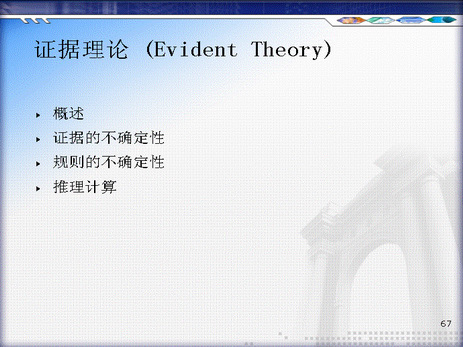 证据理论 (Evident Theory)
概述
证据的不确定性
规则的不确定性
推理计算
67